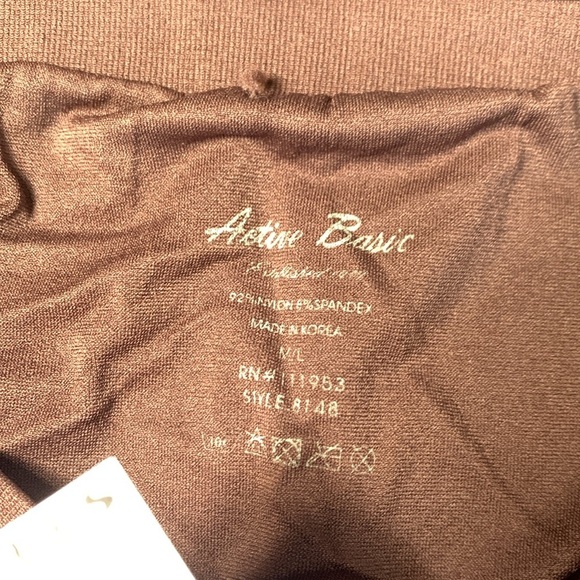 Active Basic
92% NYLON 8% SPANDEX
MADE IN KOREA
M/L
RN# 111953
STYLE 8148